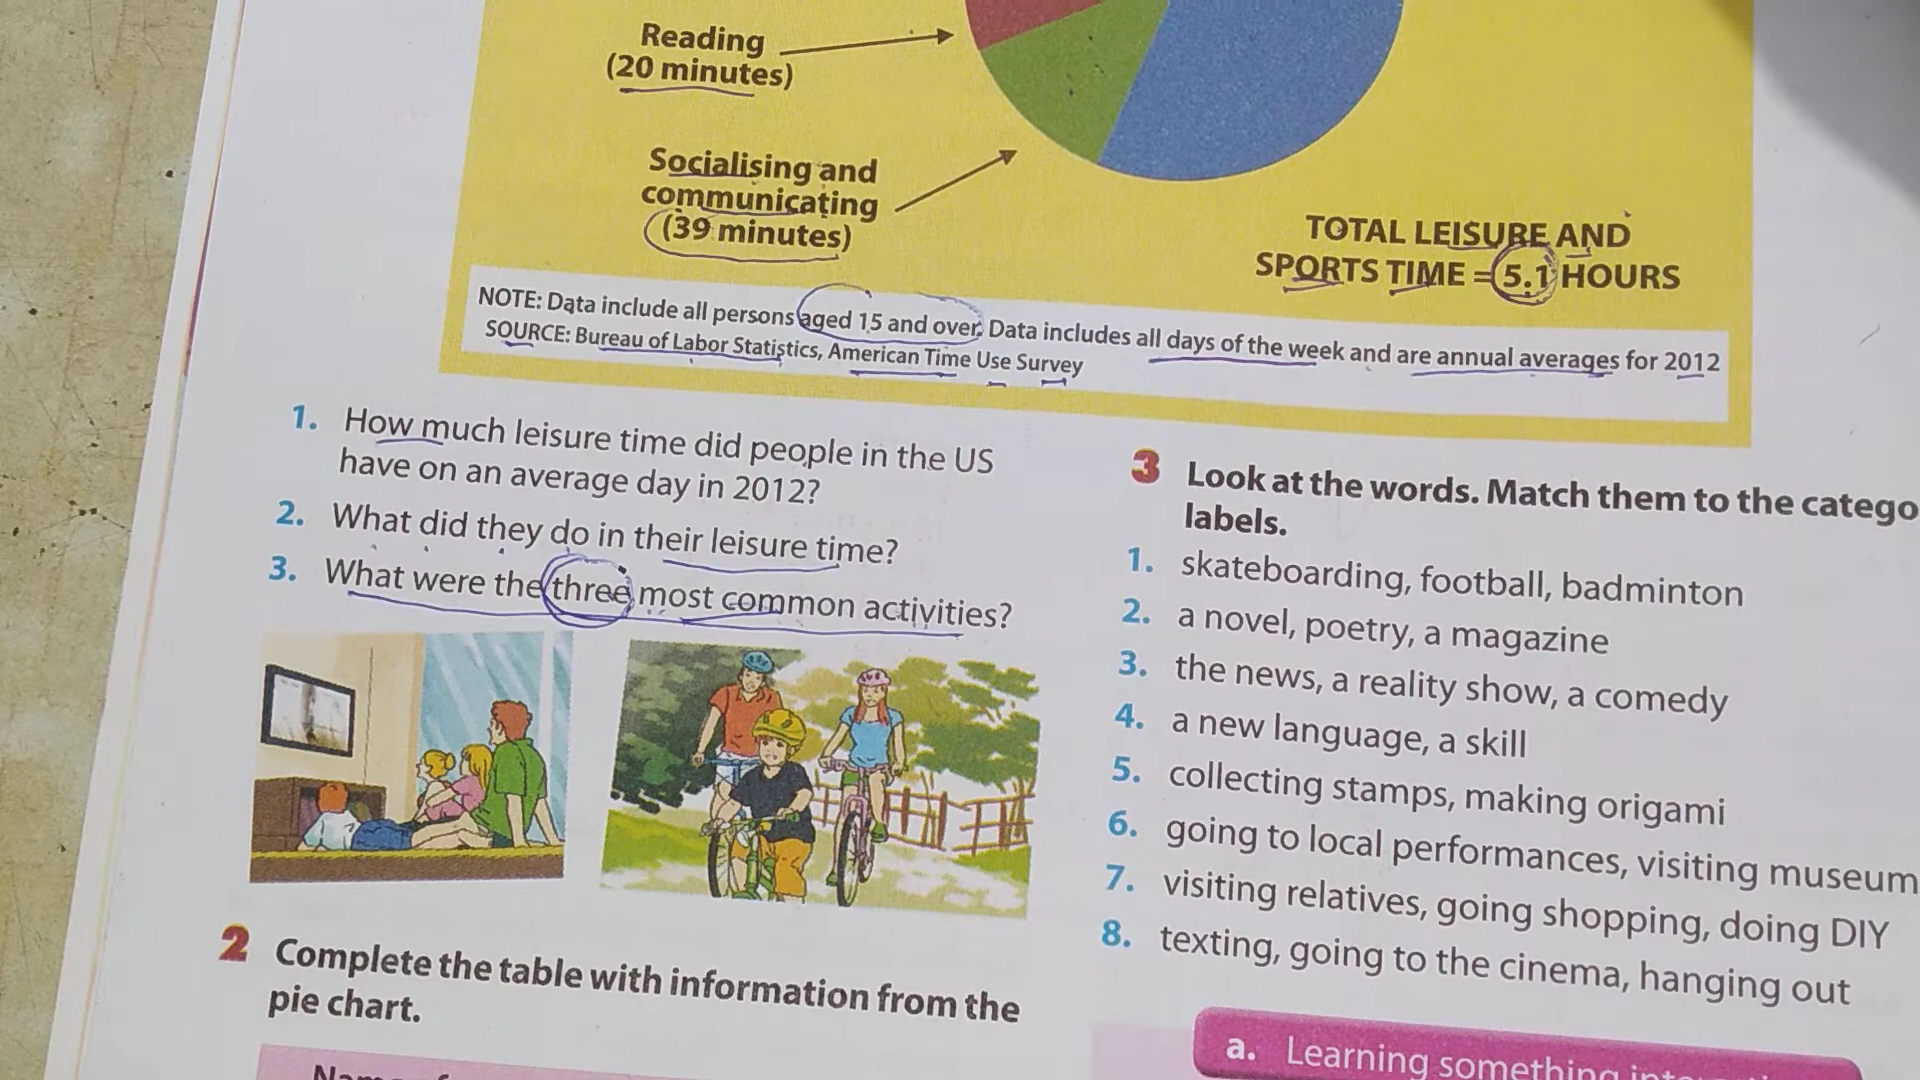 Reading
(20 minutes)
Socialising and
communicating
(39 minutes)
TOTAL LEISURE AND
SPORTS TIME = 5.1 HOURS
NOTE: Data include all persons aged 15 and over. Data includes all days of the week and are annual averages for 2012
SOURCE: Bureau of Labor Statistics, American Time Use Survey
1. How much leisure time did people in the US
have on an average day in 2012?
2. What did they do in their leisure time?
3. What were the three most common activities?
2 Complete the table with information from the
pie chart.
3 Look at the words. Match them to the catego
labels.
1. skateboarding, football, badminton
2. a novel, poetry, a magazine
3. the news, a reality show, a comedy
4. a new language, a skill
5. collecting stamps, making origami
6. going to local performances, visiting museum
7. visiting relatives, going shopping, doing DIY
8. texting, going to the cinema, hanging out
a. Learning something